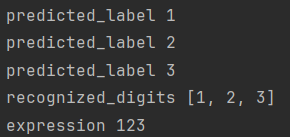 predicted_label 1
predicted_label 2
predicted_label 3
recognized_digits [1, 2, 3]
expression 123